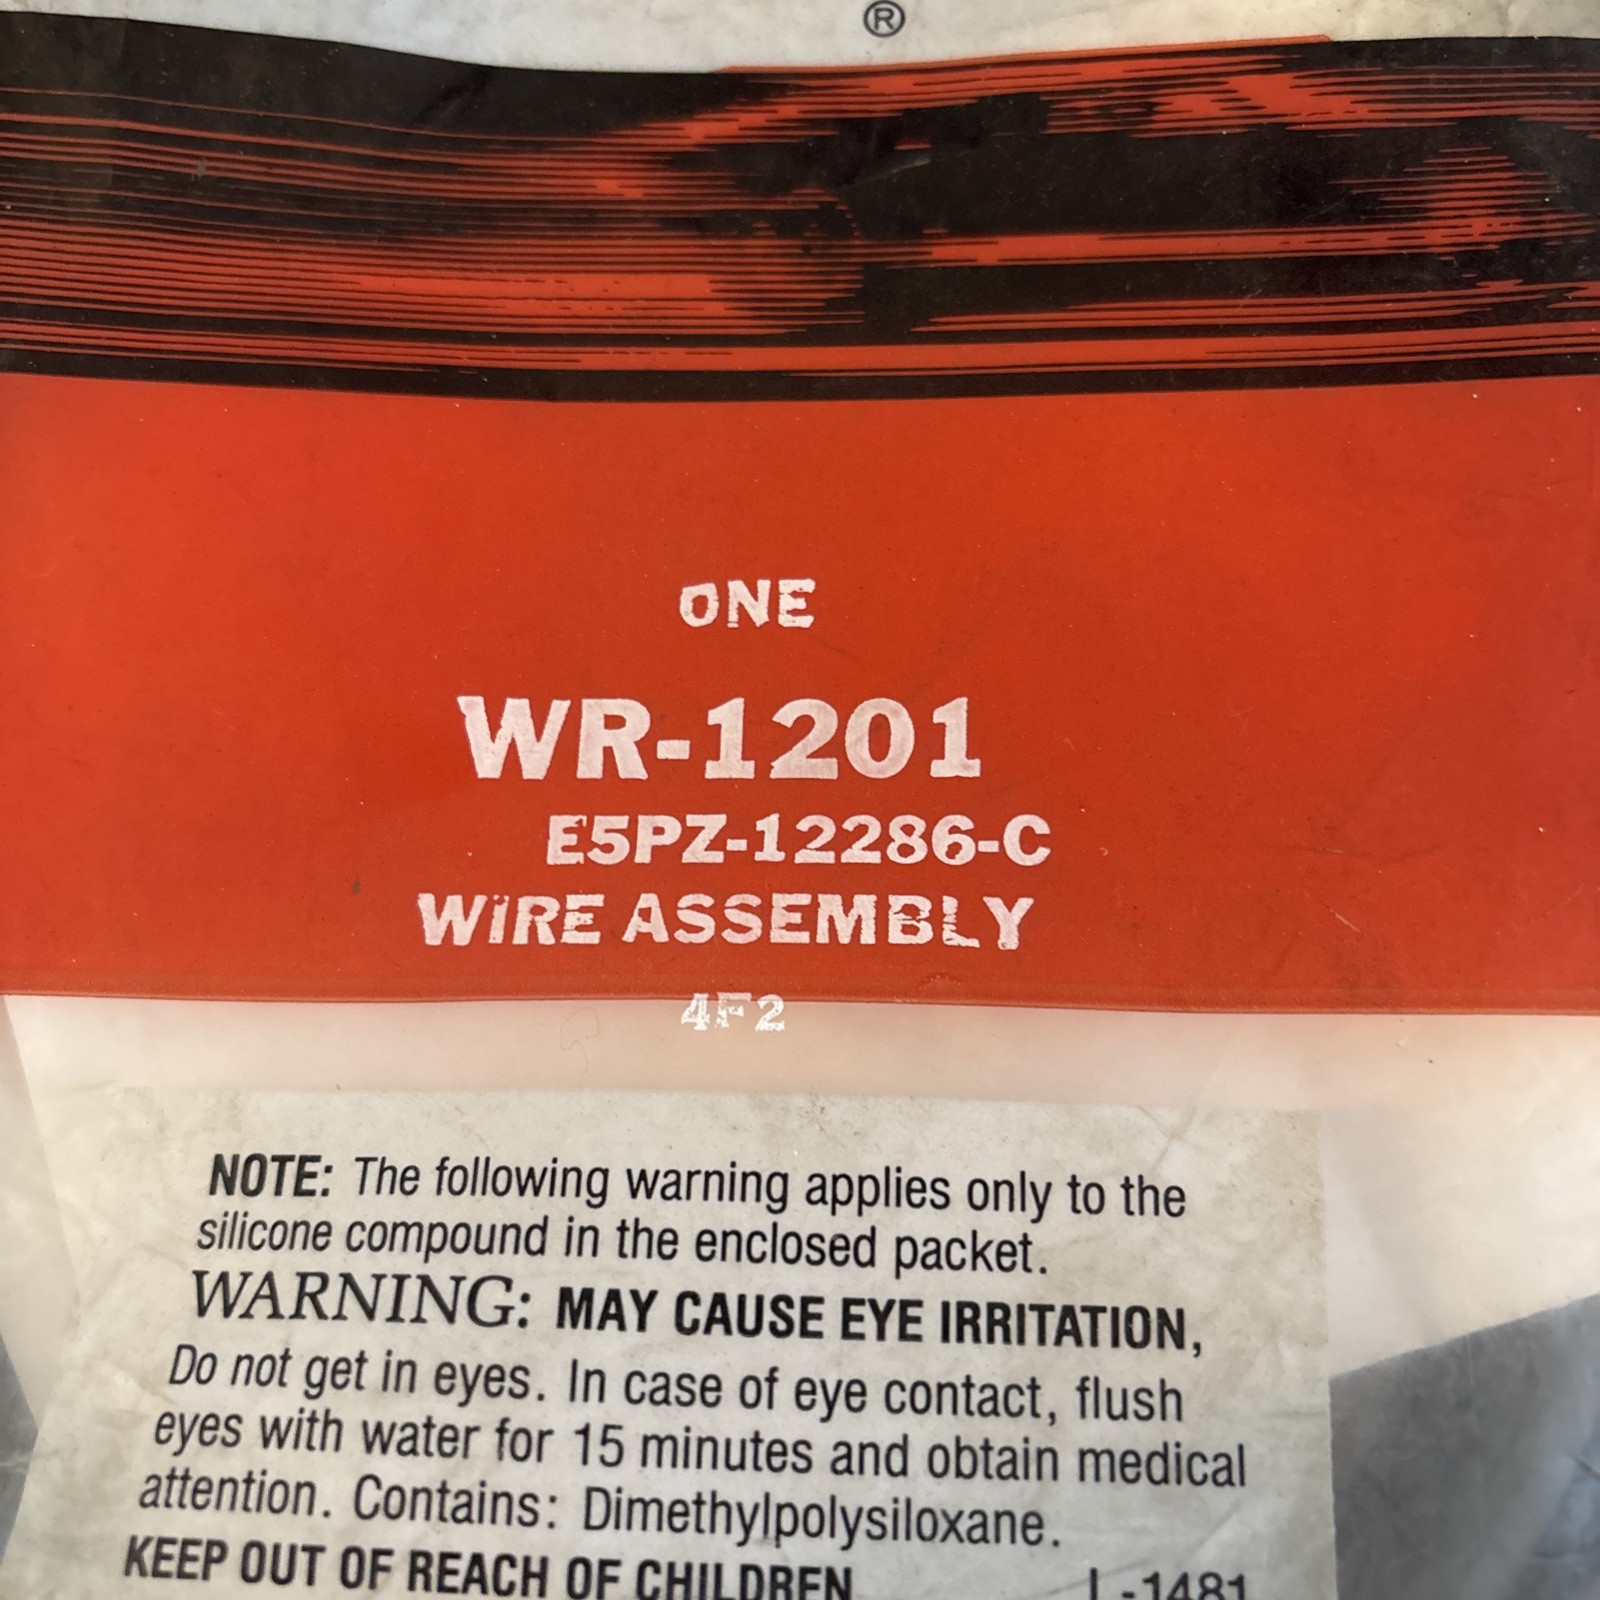 ®
ONE
WR-1201
E5PZ-12286-C
WIRE ASSEMBLY
4F2
NOTE: The following warning applies only to the
silicone compound in the enclosed packet.
WARNING: MAY CAUSE EYE IRRITATION,
Do not get in eyes. In case of eye contact, flush
eyes with water for 15 minutes and obtain medical
attention. Contains: Dimethylpolysiloxane.
KEEP OUT OF REACH OF CHILDREN
L-1481